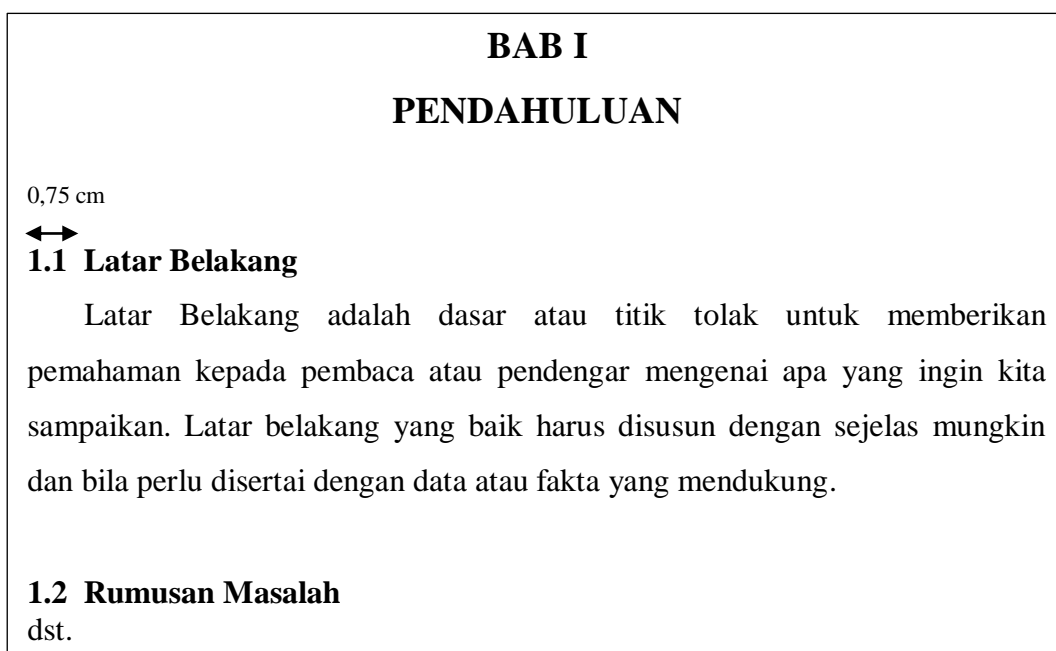 BAB I
PENDAHULUAN
0,75 cm
1.1 Latar Belakang
Latar Belakang adalah dasar atau titik tolak untuk memberikan
pemahaman kepada pembaca atau pendengar mengenai apa yang ingin kita
sampaikan. Latar belakang yang baik harus disusun dengan sejelas mungkin
dan bila perlu disertai dengan data atau fakta yang mendukung.
1.2 Rumusan Masalah
dst.